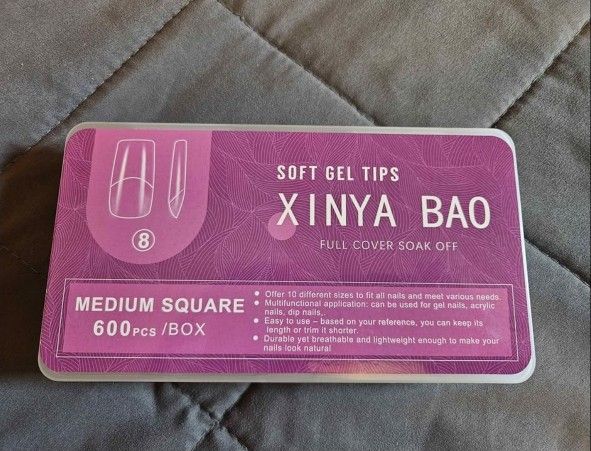 SOFT GEL TIPS
XINYA BAO
FULL COVER SOAK OFF
8
MEDIUM SQUARE
600PCS /BOX
• Offer 10 different sizes to fit all nails and meet various needs.
• Multifunctional application: can be used for gel nails, acrylic
nails, dip nails,.
• Easy to use – based on your reference, you can keep its
length or trim it shorter.
• Durable yet breathable and lightweight enough to make your
nails look natural